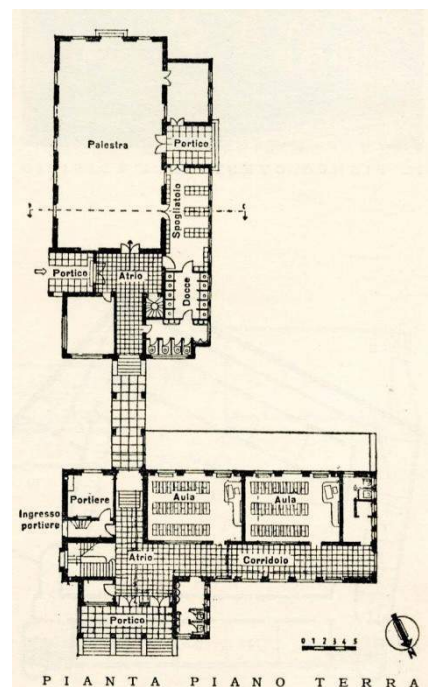 Palestra
Portico
Spogliatoio
Portico
Atrio
Docce
Portiere
Aula
Aula
Ingresso
portiere
Atrio
Corridoio
Portico
0 1 2 3 4 5
PIANTA PIANO TERRA